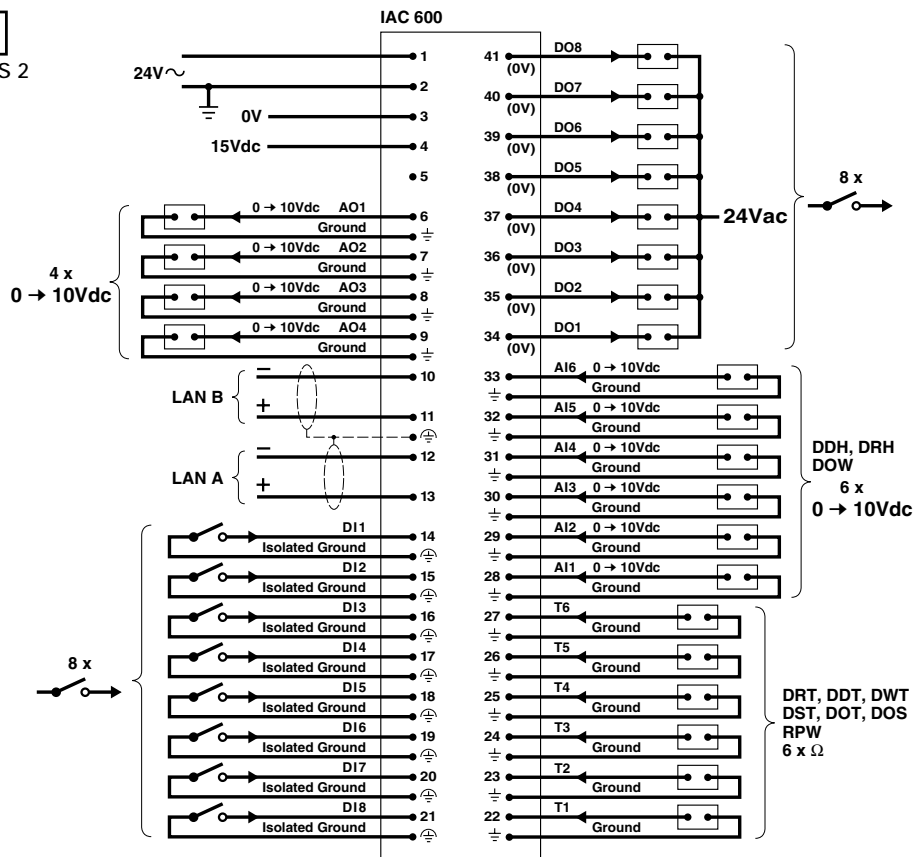 IAC 600
S 2
24V
1
2
0V 3
15Vdc 4
5
0 → 10Vdc AO1 6
Ground
0 → 10Vdc AO2 7
Ground
0 → 10Vdc AO3 8
Ground
0 → 10Vdc AO4 9
Ground
4 x
0 → 10Vdc
LAN B
− 10
+ 11
LAN A
− 12
+ 13
DI1 14
Isolated Ground
DI2 15
Isolated Ground
DI3 16
Isolated Ground
DI4 17
Isolated Ground
DI5 18
Isolated Ground
DI6 19
Isolated Ground
DI7 20
Isolated Ground
DI8 21
Isolated Ground
8 x
41 DO8
(0V)
40 DO7
(0V)
39 DO6
(0V)
38 DO5
(0V)
37 DO4
(0V)
36 DO3
(0V)
35 DO2
(0V)
34 DO1
(0V)
24Vac
8 x
33 AI6 0 → 10Vdc
Ground
32 AI5 0 → 10Vdc
Ground
31 AI4 0 → 10Vdc
Ground
30 AI3 0 → 10Vdc
Ground
29 AI2 0 → 10Vdc
Ground
28 AI1 0 → 10Vdc
Ground
DDH, DRH
DOW
6 x
0 → 10Vdc
27 T6
Ground
26 T5
Ground
25 T4
Ground
24 T3
Ground
23 T2
Ground
22 T1
Ground
DRT, DDT, DWT
DST, DOT, DOS
RPW
6 x Ω